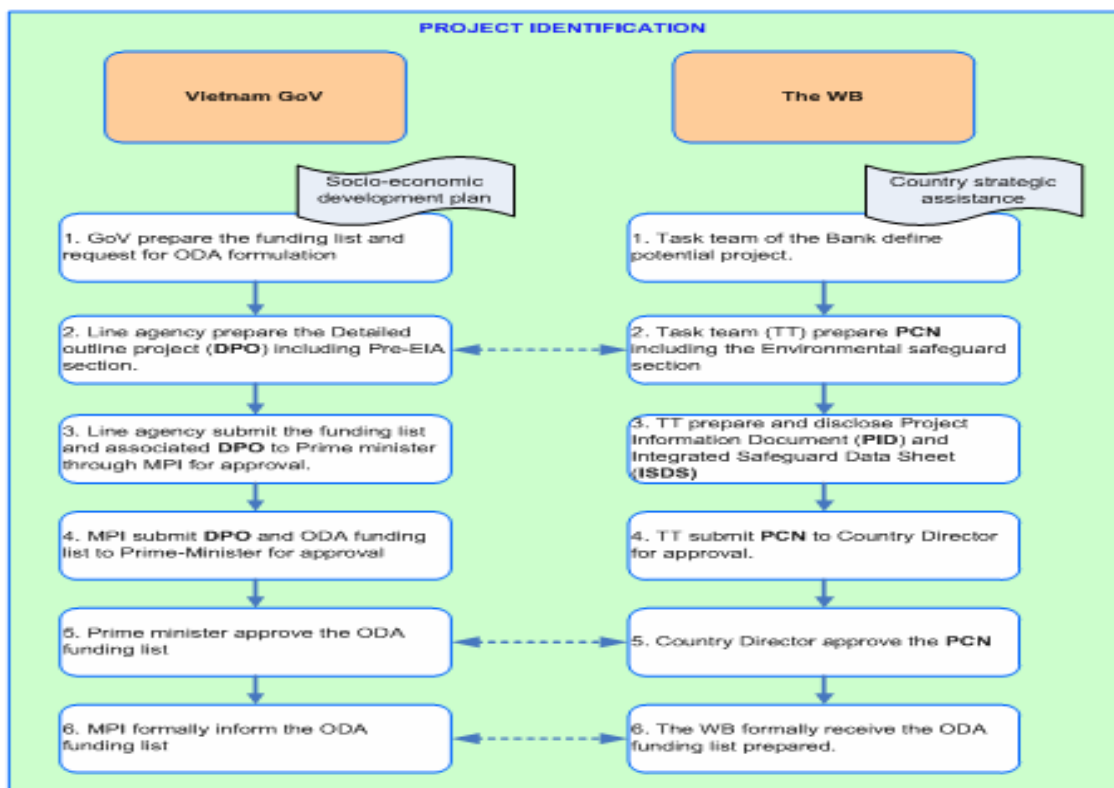 PROJECT IDENTIFICATION
Vietnam GoV
The WB
Socio-economic
development plan
Country strategic
assistance
1. GoV prepare the funding list and
request for ODA formulation
1. Task team of the Bank define
potential project.
2. Line agency prepare the Detailed
outline project (DPO) including Pre-EIA
section.
2. Task team (TT) prepare PCN
including the Environmental safeguard
section
3. Line agency submit the funding list
and associated DPO to Prime minister
through MPI for approval.
3. TT prepare and disclose Project
Information Document (PID) and
Integrated Safeguard Data Sheet
(ISDS)
4. MPI submit DPO and ODA funding
list to Prime-Minister for approval
4. TT submit PCN to Country Director
for approval.
5. Prime minister approve the ODA
funding list
5. Country Director approve the PCN
6. MPI formally inform the ODA
funding list
6. The WB formally receive the ODA
funding list prepared.